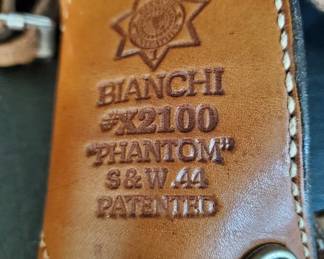 BIANCHI
#X2100
"PHANTOM"
S&W .44
PATENTED